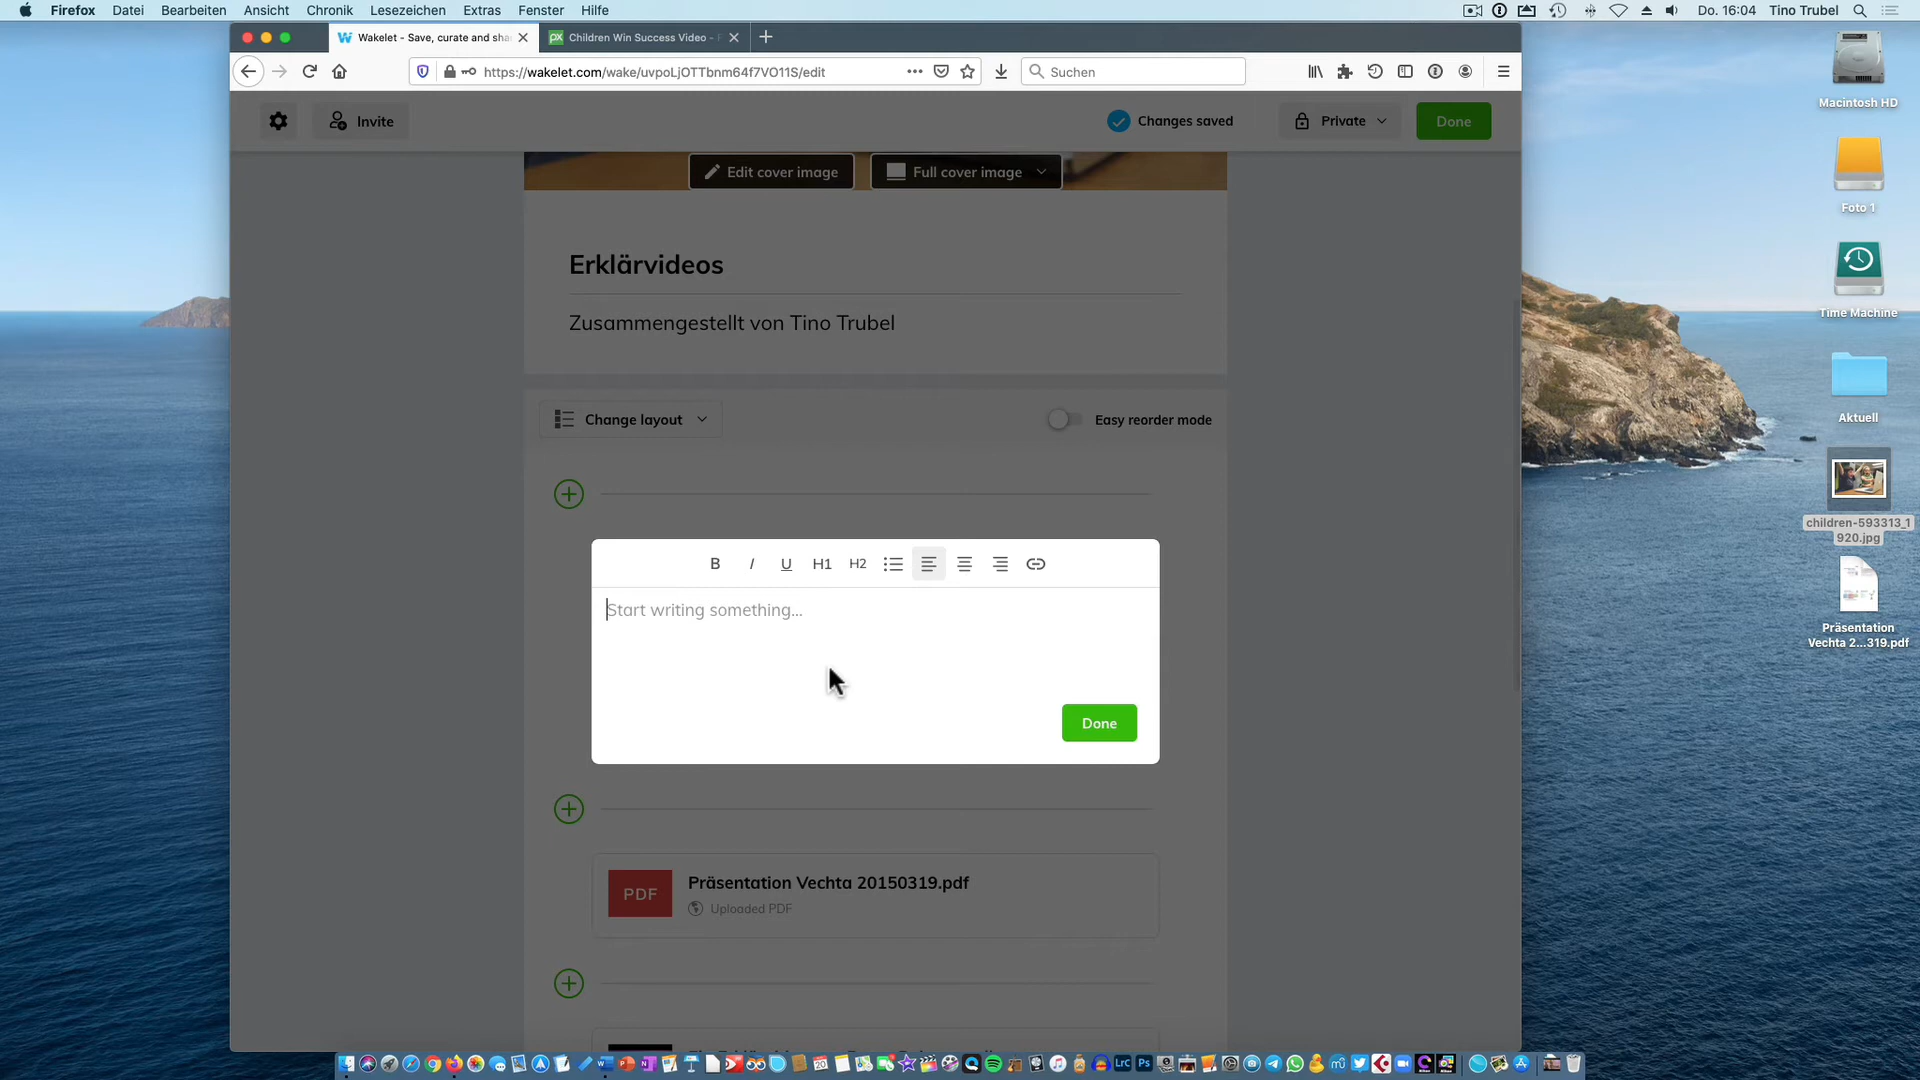 Firefox Datei Bearbeiten Ansicht Chronik Lesezeichen Extras Fenster Hilfe Do. 16:04 Tino Trubel
Wakelet - Save, curate and sha
Children Win Success Video -
https://wakelet.com/wake/uvpoLjOTTbnm64f7VO11S/edit
Suchen
Invite
Changes saved
Private
Done
Edit cover image
Full cover image
Erklärvideos
Zusammengestellt von Tino Trubel
Change layout
Easy reorder mode
B I U H1 H2
Start writing something...
Done
PDF
Präsentation Vechta 20150319.pdf
Uploaded PDF
Macintosh HD
Foto 1
Time Machine
Aktuell
children-593313_1
920.jpg
Präsentation
Vechta 2...319.pdf